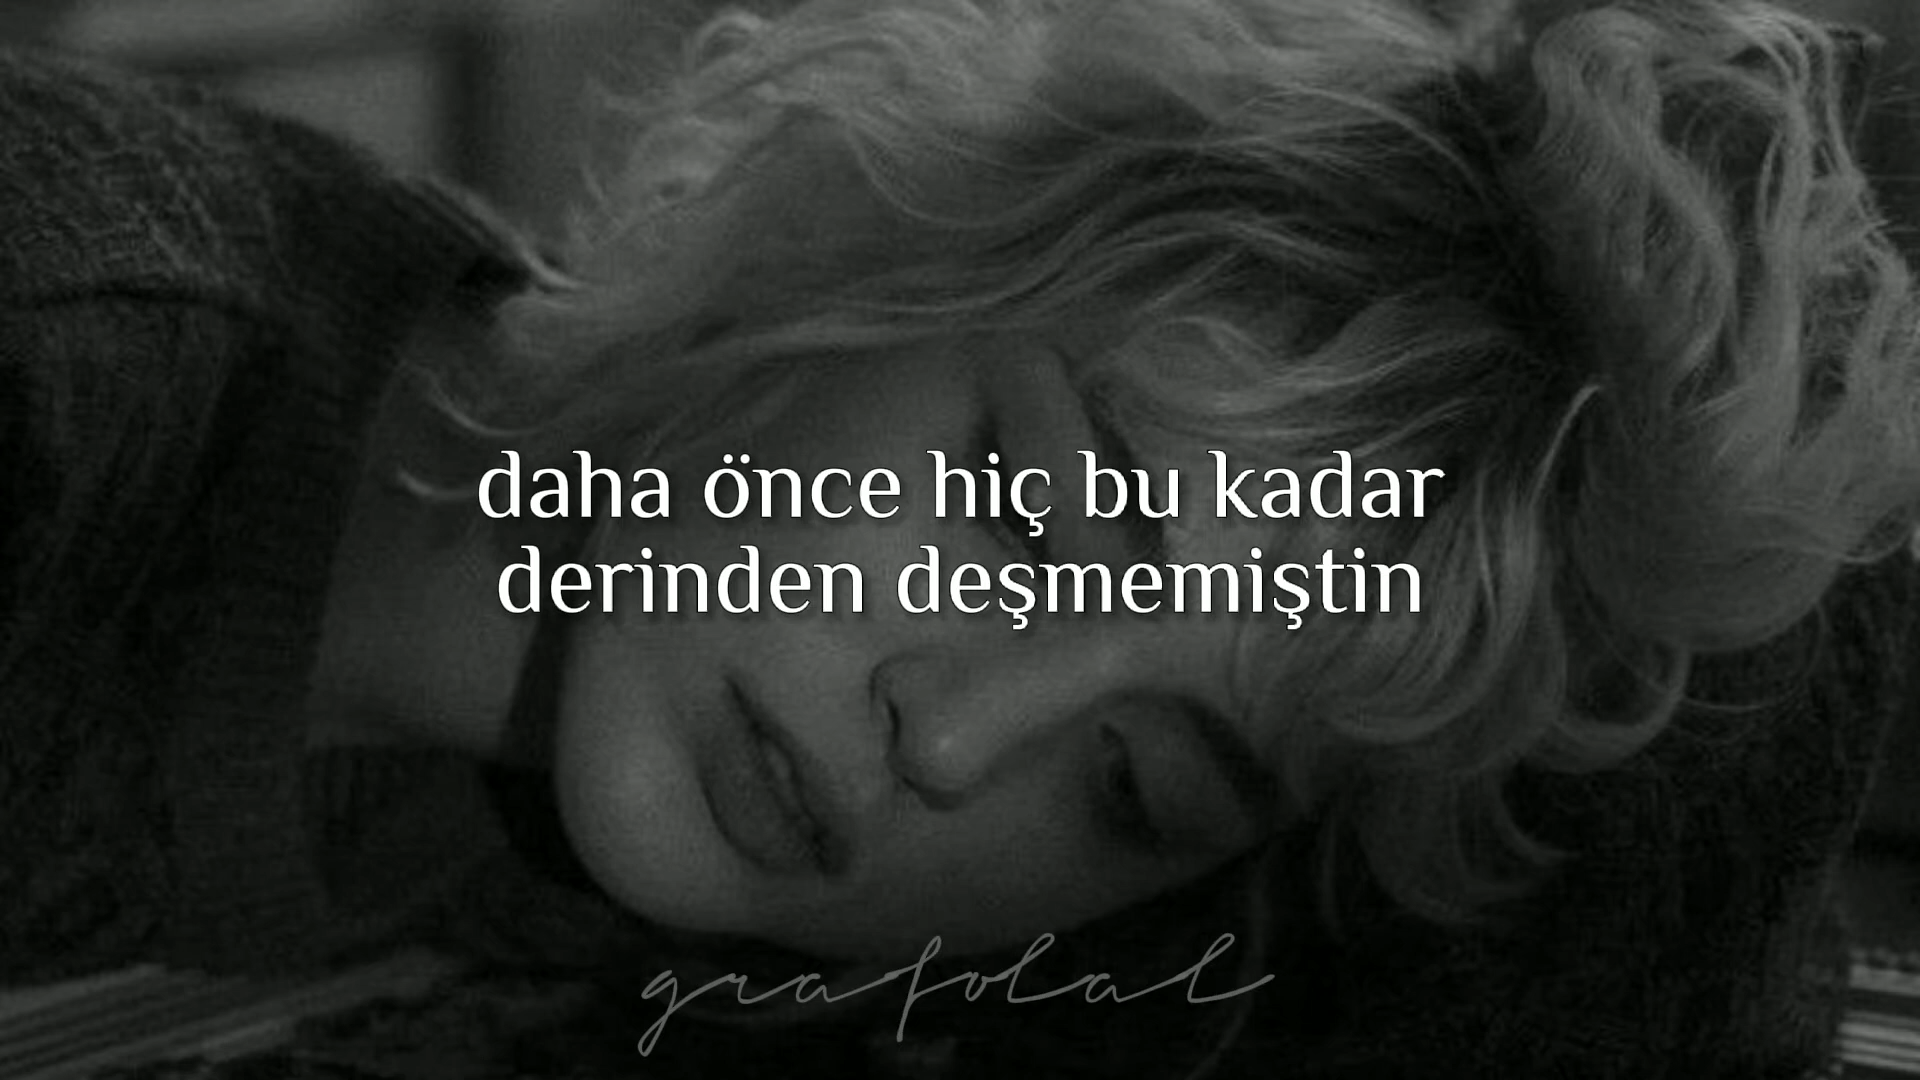 daha önce hiç bu kadar
derinden deşmemiştin
grafolal